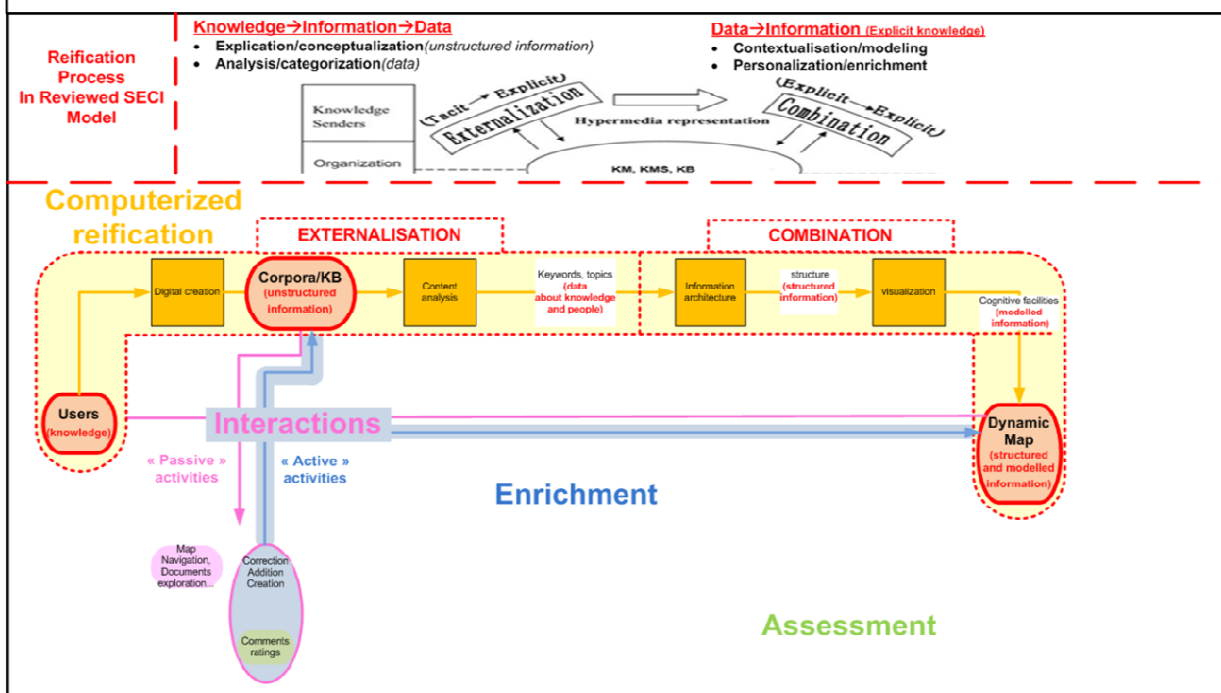 Reification
Process
In Reviewed SECI
Model
Knowledge→Information→Data
• Explication/conceptualization(unstructured information)
• Analysis/categorization(data)
Data→Information (Explicit knowledge)
• Contextualisation/modeling
• Personalization/enrichment
Knowledge
Senders
Organization
(Tacit → Explicit)
Externalization
Hypermedia representation
(Explicit→Explicit)
Combination
KM, KMS, KB
Computerized
reification
EXTERNALISATION
COMBINATION
Digital creation
Corpora/KB
(unstructured
information)
Content
analysis
Keywords, topics
(data
about knowledge
and people)
Information
architecture
structure
(structured
information)
Visualization
Cognitive facilities
(modelled
information)
Users
(knowledge)
Interactions
Dynamic
Map
(structured
and modelled
information)
« Passive »
activities
« Active »
activities
Enrichment
Map
Navigation,
Documents
exploration...
Correction
Addition
Creation
Comments
ratings
Assessment